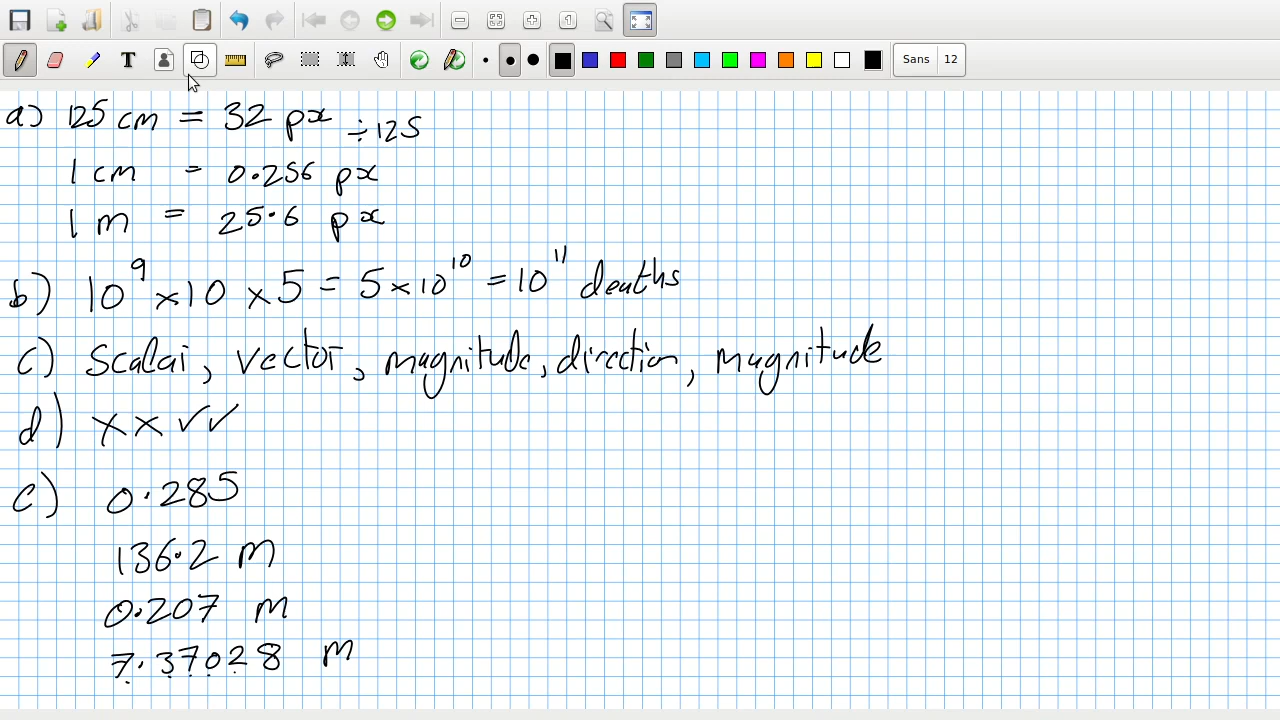 Sans 12
a) 125 cm = 32 px ÷125
1 cm = 0.256 px
1 m = 25.6 px
b) 10⁹ × 10 × 5 = 5 × 10¹⁰ = 10¹¹ deaths
c) Scalar, vector, magnitude, direction, magnitude
d) ✗ ✗ ✓ ✓
e) 0.285
136.2 m
0.207 m
7.37028 m